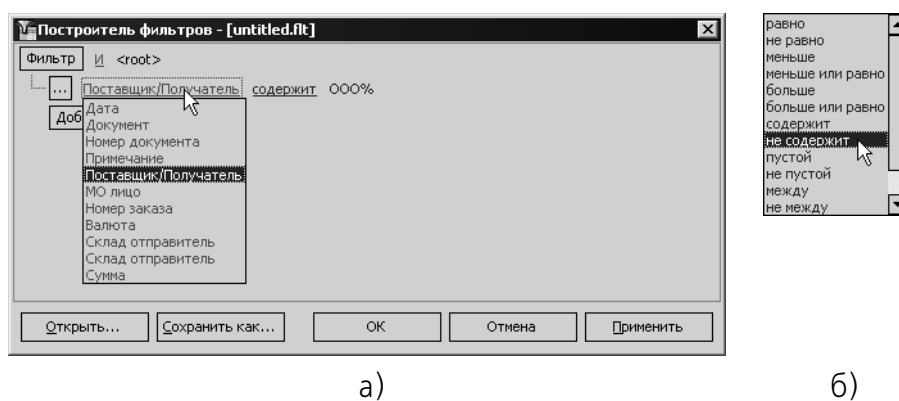 Построитель фильтров - [untitled.flt]
Фильтр И <root>
... Поставщик/Получатель содержит ООО%
Доб
Дата
Документ
Номер документа
Примечание
Поставщик/Получатель
МО лицо
Номер заказа
Валюта
Склад отправитель
Склад отправитель
Сумма
Открыть... Сохранить как... ОК Отмена Применить
а)
равно
не равно
меньше
меньше или равно
больше
больше или равно
содержит
не содержит
пустой
не пустой
между
не между
б)